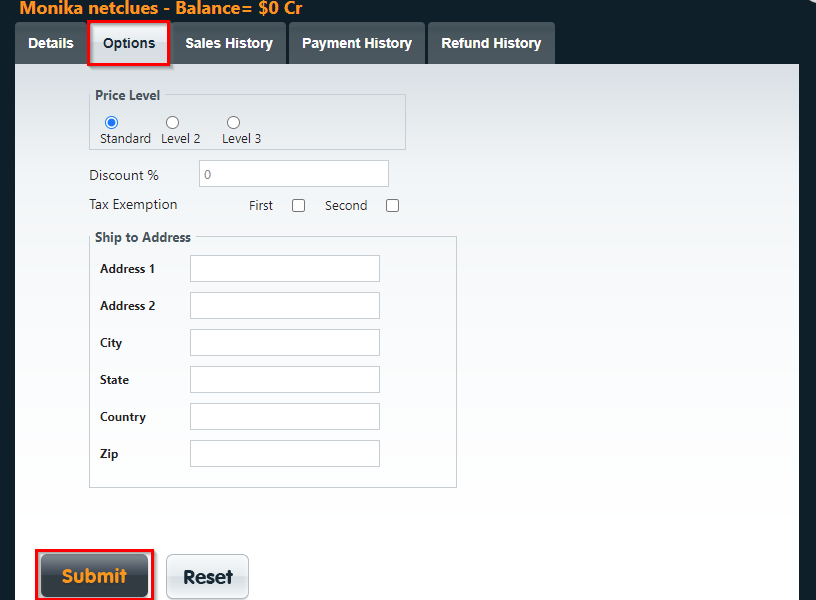 Monika netclues - Balance= $0 Cr
Details Options Sales History Payment History Refund History
Price Level
Standard Level 2 Level 3
Discount % 0
Tax Exemption First Second
Ship to Address
Address 1
Address 2
City
State
Country
Zip
Submit Reset